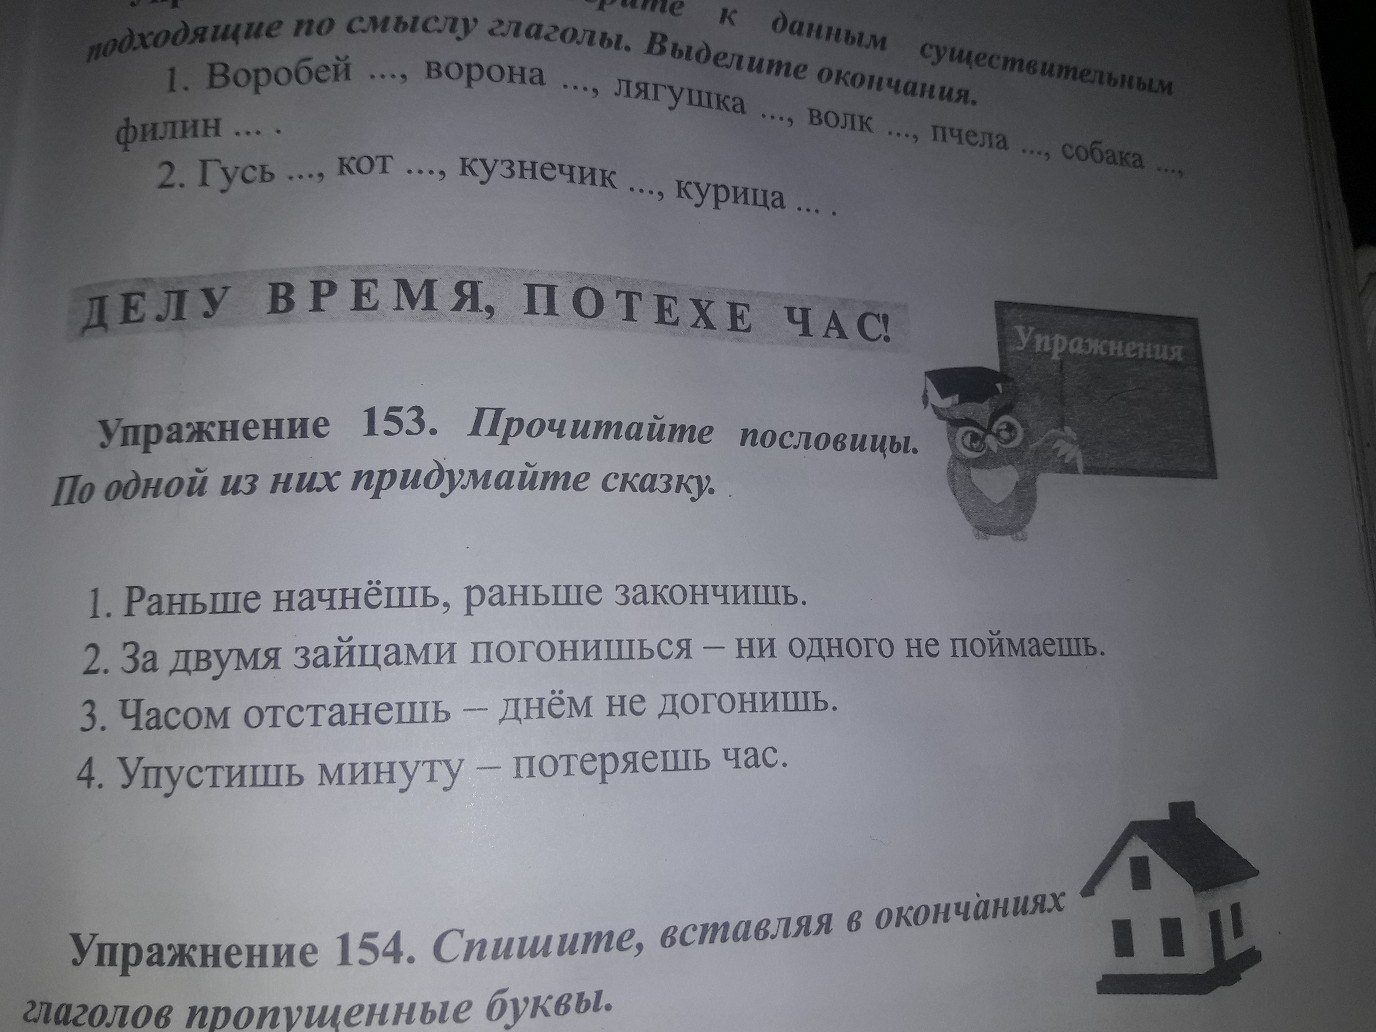 к данным существительным
подходящие по смыслу глаголы. Выделите окончания.
1. Воробей ..., ворона ..., лягушка ..., волк ..., пчела ..., собака ...,
филин ... .
2. Гусь ..., кот ..., кузнечик ..., курица ... .
ДЕЛУ ВРЕМЯ, ПОТЕХЕ ЧАС!
Упражнения
Упражнение 153. Прочитайте пословицы.
По одной из них придумайте сказку.
1. Раньше начнёшь, раньше закончишь.
2. За двумя зайцами погонишься – ни одного не поймаешь.
3. Часом отстанешь – днём не догонишь.
4. Упустишь минуту – потеряешь час.
Упражнение 154. Спишите, вставляя в окончаниях
глаголов пропущенные буквы.